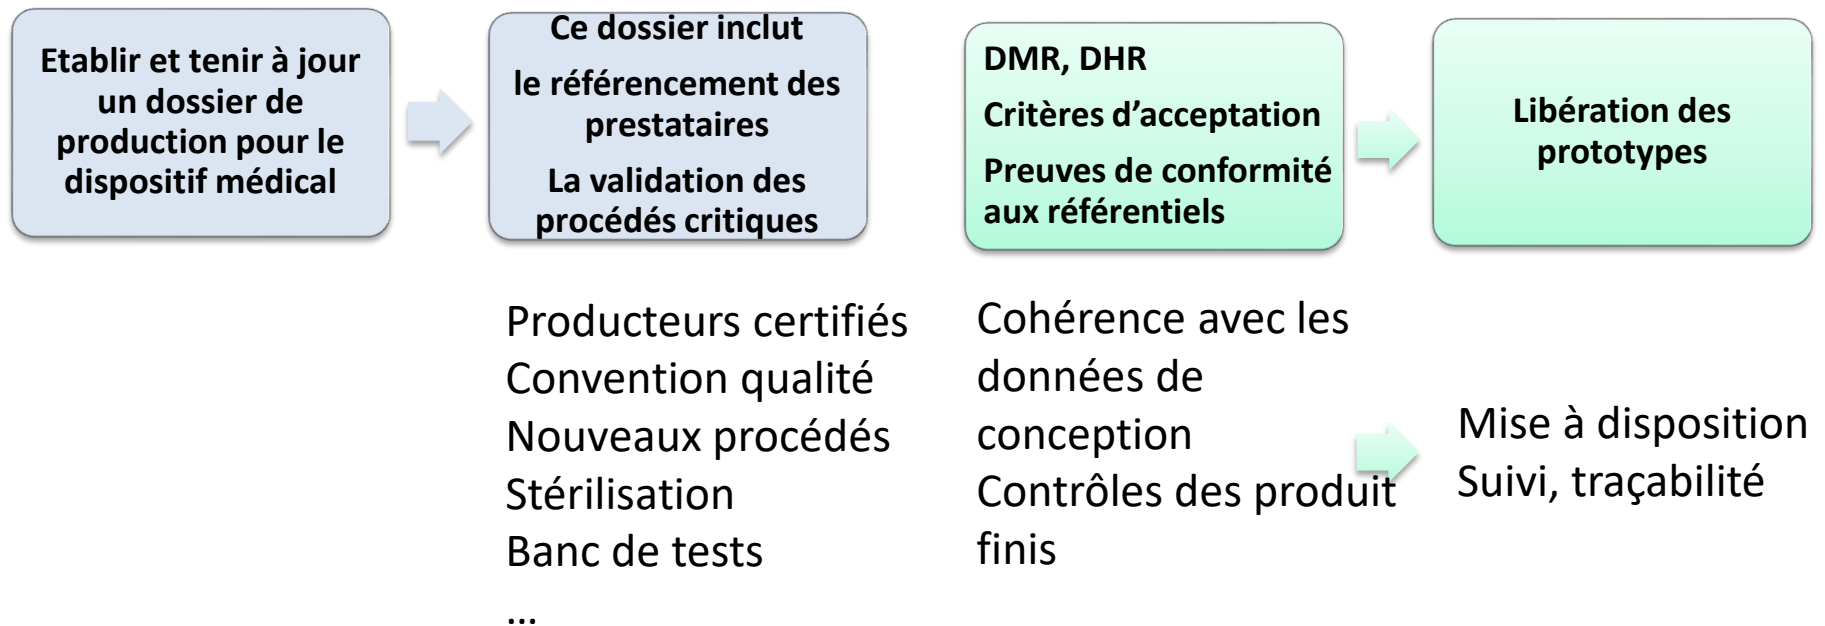 Etablir et tenir à jour
un dossier de
production pour le
dispositif médical
Ce dossier inclut
le référencement des
prestataires
La validation des
procédés critiques
DMR, DHR
Critères d’acceptation
Preuves de conformité
aux référentiels
Libération des
prototypes
Producteurs certifiés
Convention qualité
Nouveaux procédés
Stérilisation
Banc de tests
…
Cohérence avec les
données de
conception
Contrôles des produit
finis
Mise à disposition
Suivi, traçabilité